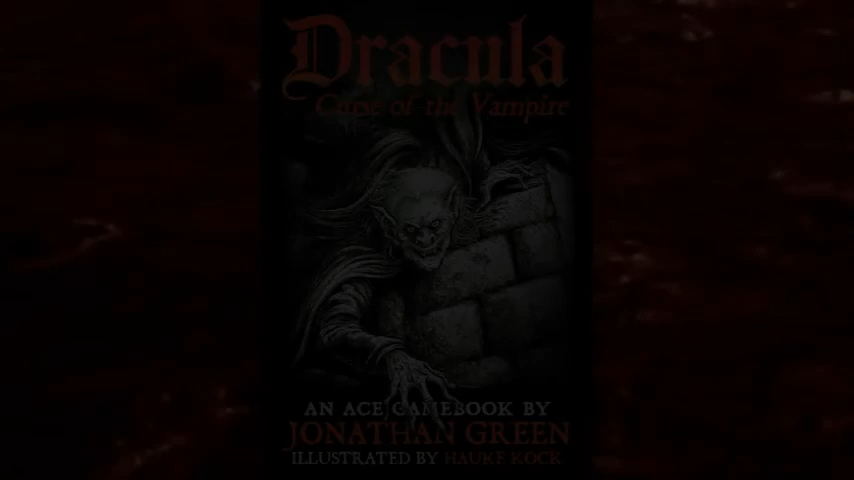 Dracula
Curse of the Vampire
AN ACE GAMEBOOK BY
JONATHAN GREEN
ILLUSTRATED BY HAUKE KOCK